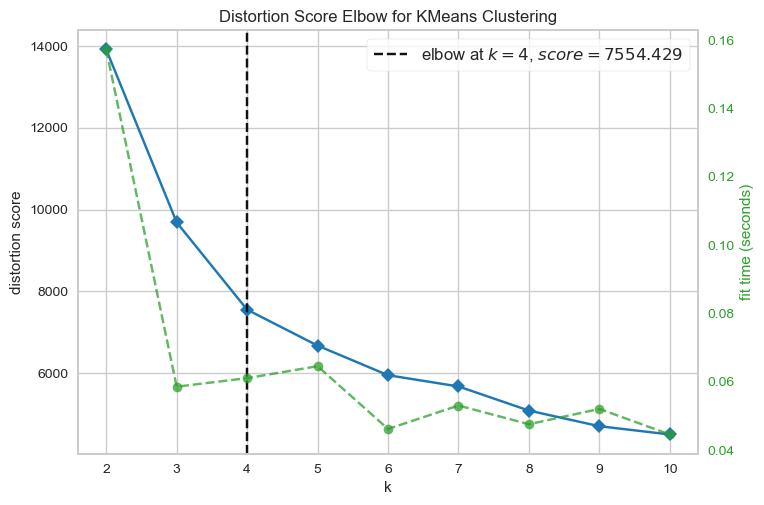 Distortion Score Elbow for KMeans Clustering
elbow at k = 4, score = 7554.429
distortion score
14000
12000
10000
8000
6000
0.16
0.14
0.12
0.10
0.08
0.06
0.04
fit time (seconds)
2 3 4 5 6 7 8 9 10
k